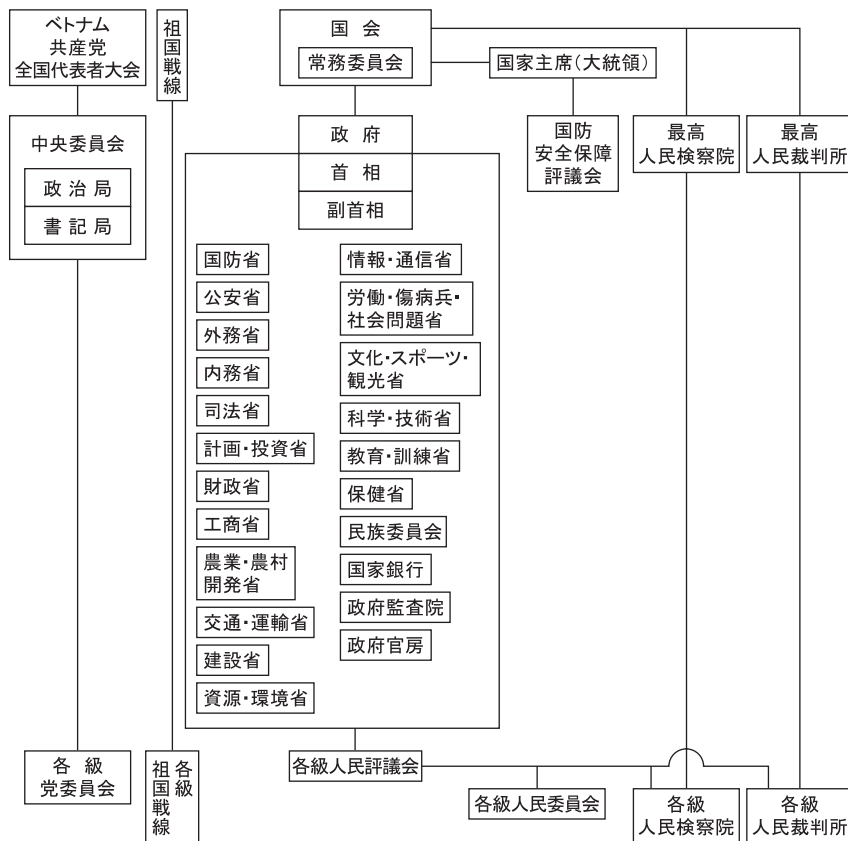 ベトナム
共産党
全国代表者大会
祖国戦線
国会
常務委員会
国家主席（大統領）
中央委員会
政治局
書記局
政府
首相
副首相
国防
安全保障
評議会
最高
人民検察院
最高
人民裁判所
国防省
公安省
外務省
内務省
司法省
計画・投資省
財政省
工商省
農業・農村
開発省
交通・運輸省
建設省
資源・環境省
情報・通信省
労働・傷病兵・
社会問題省
文化・スポーツ・
観光省
科学・技術省
教育・訓練省
保健省
民族委員会
国家銀行
政府監査院
政府官房
各級
党委員会
各級
祖国戦線
各級人民評議会
各級人民委員会
各級
人民検察院
各級
人民裁判所